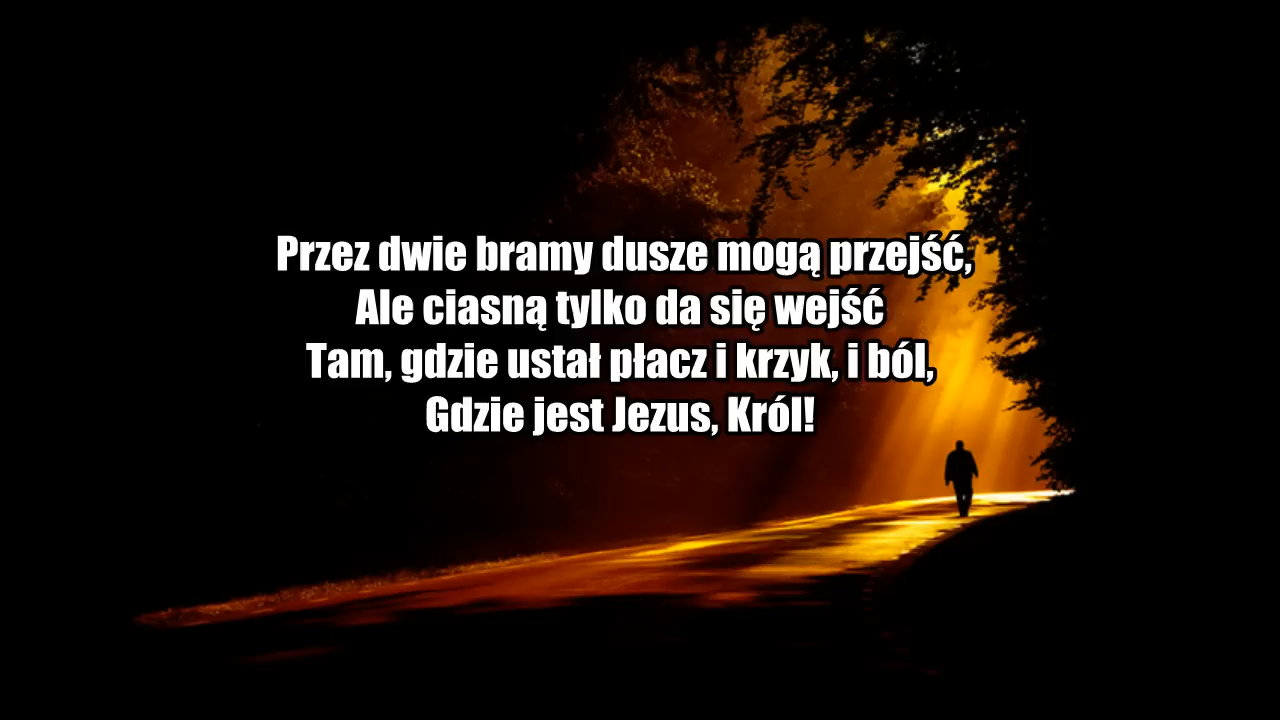 Przez dwie bramy dusze mogą przejść,
Ale ciasną tylko da się wejść
Tam, gdzie ustał płacz i krzyk, i ból,
Gdzie jest Jezus, Król!